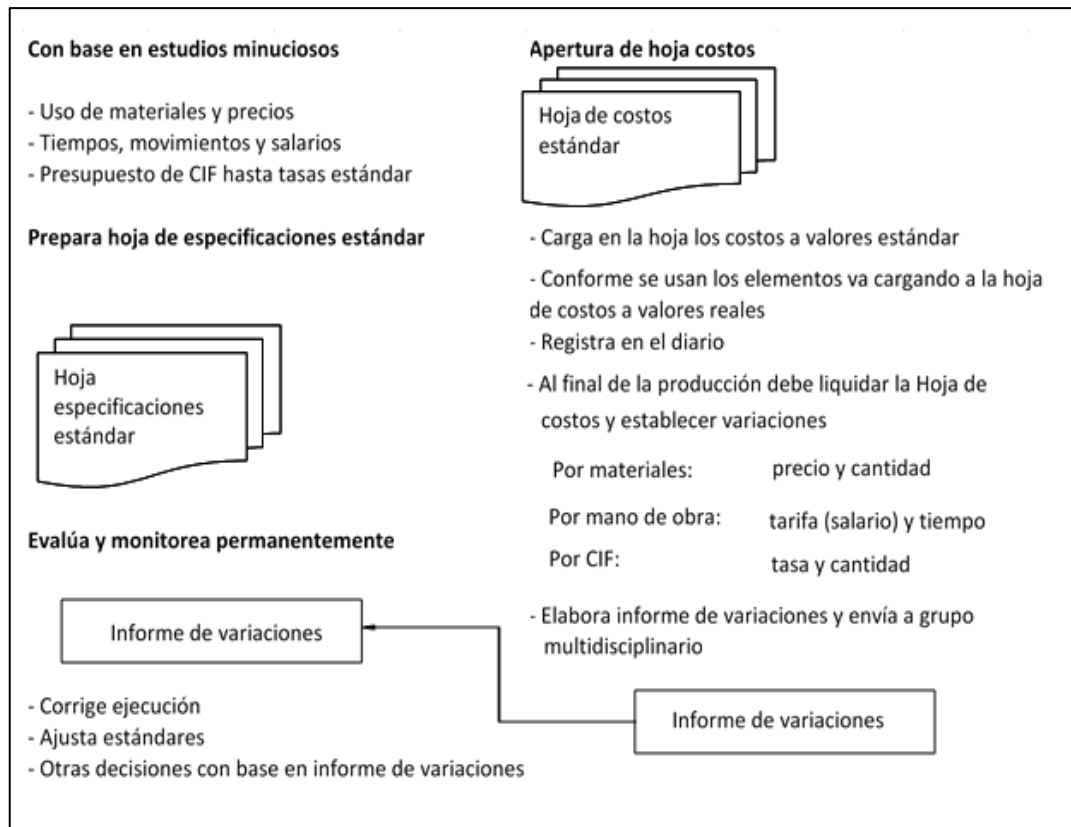 Con base en estudios minuciosos
- Uso de materiales y precios
- Tiempos, movimientos y salarios
- Presupuesto de CIF hasta tasas estándar
Prepara hoja de especificaciones estándar
Hoja
especificaciones
estándar
Evalúa y monitorea permanentemente
Informe de variaciones
- Corrige ejecución
- Ajusta estándares
- Otras decisiones con base en informe de variaciones
Apertura de hoja costos
Hoja de costos
estándar
- Carga en la hoja los costos a valores estándar
- Conforme se usan los elementos va cargando a la hoja
de costos a valores reales
- Registra en el diario
- Al final de la producción debe liquidar la Hoja de
costos y establecer variaciones
Por materiales: precio y cantidad
Por mano de obra: tarifa (salario) y tiempo
Por CIF: tasa y cantidad
- Elabora informe de variaciones y envía a grupo
multidisciplinario
Informe de variaciones